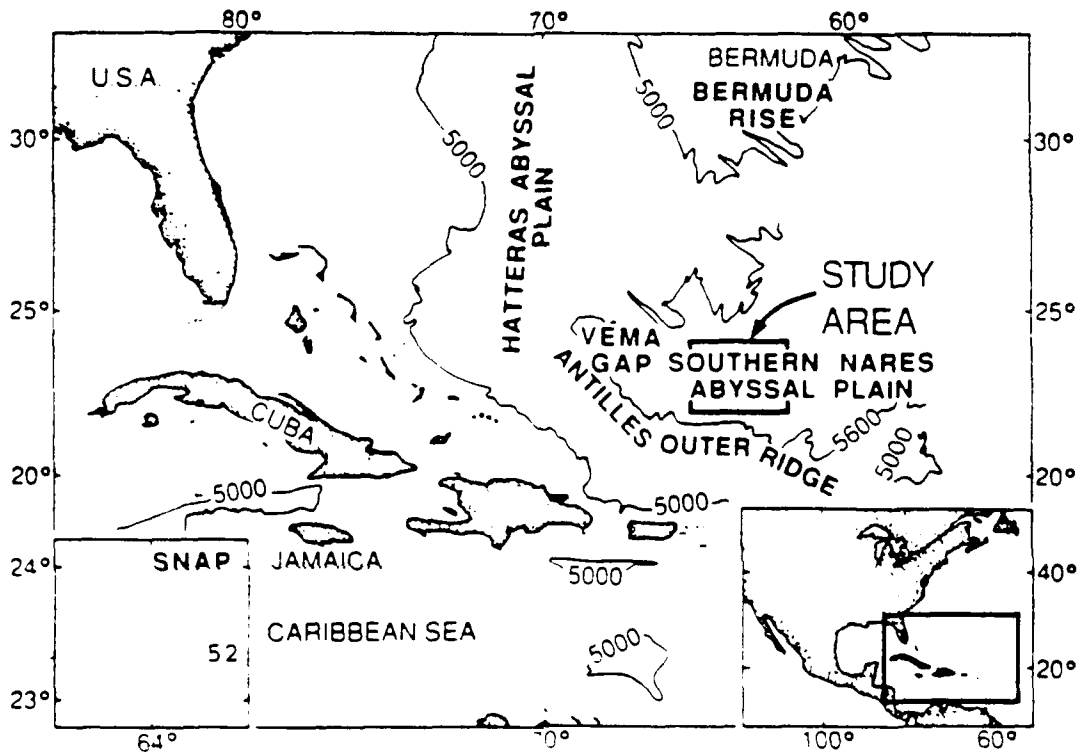 80° 70° 60°
U.S.A
BERMUDA
BERMUDA
RISE
5000
5000
HATTERAS ABYSSAL
PLAIN
30° 30°
STUDY
AREA
25° 25°
VEMA
GAP SOUTHERN NARES
ABYSSAL PLAIN
ANTILLES OUTER RIDGE
CUBA
5600
5000
20° 20°
5000
5000
SNAP
JAMAICA
24°
5000
40°
CARIBBEAN SEA
52
5000
20°
23°
64° 70° 100° 60°